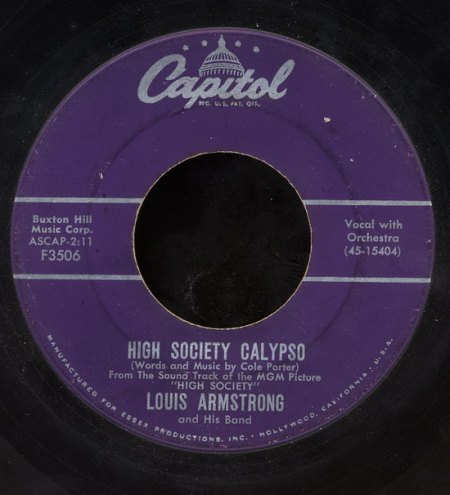 Capitol
REG. U.S. PAT. OFF.
Buxton Hill
Music Corp.
ASCAP-2:11
F3506
Vocal with
Orchestra
(45-15404)
HIGH SOCIETY CALYPSO
(Words and Music by Cole Porter)
From The Sound Track of the MGM Picture
"HIGH SOCIETY"
LOUIS ARMSTRONG
and His Band
MANUFACTURED FOR ESSEX PRODUCTIONS, INC. • HOLLYWOOD, CALIFORNIA, U.S.A.